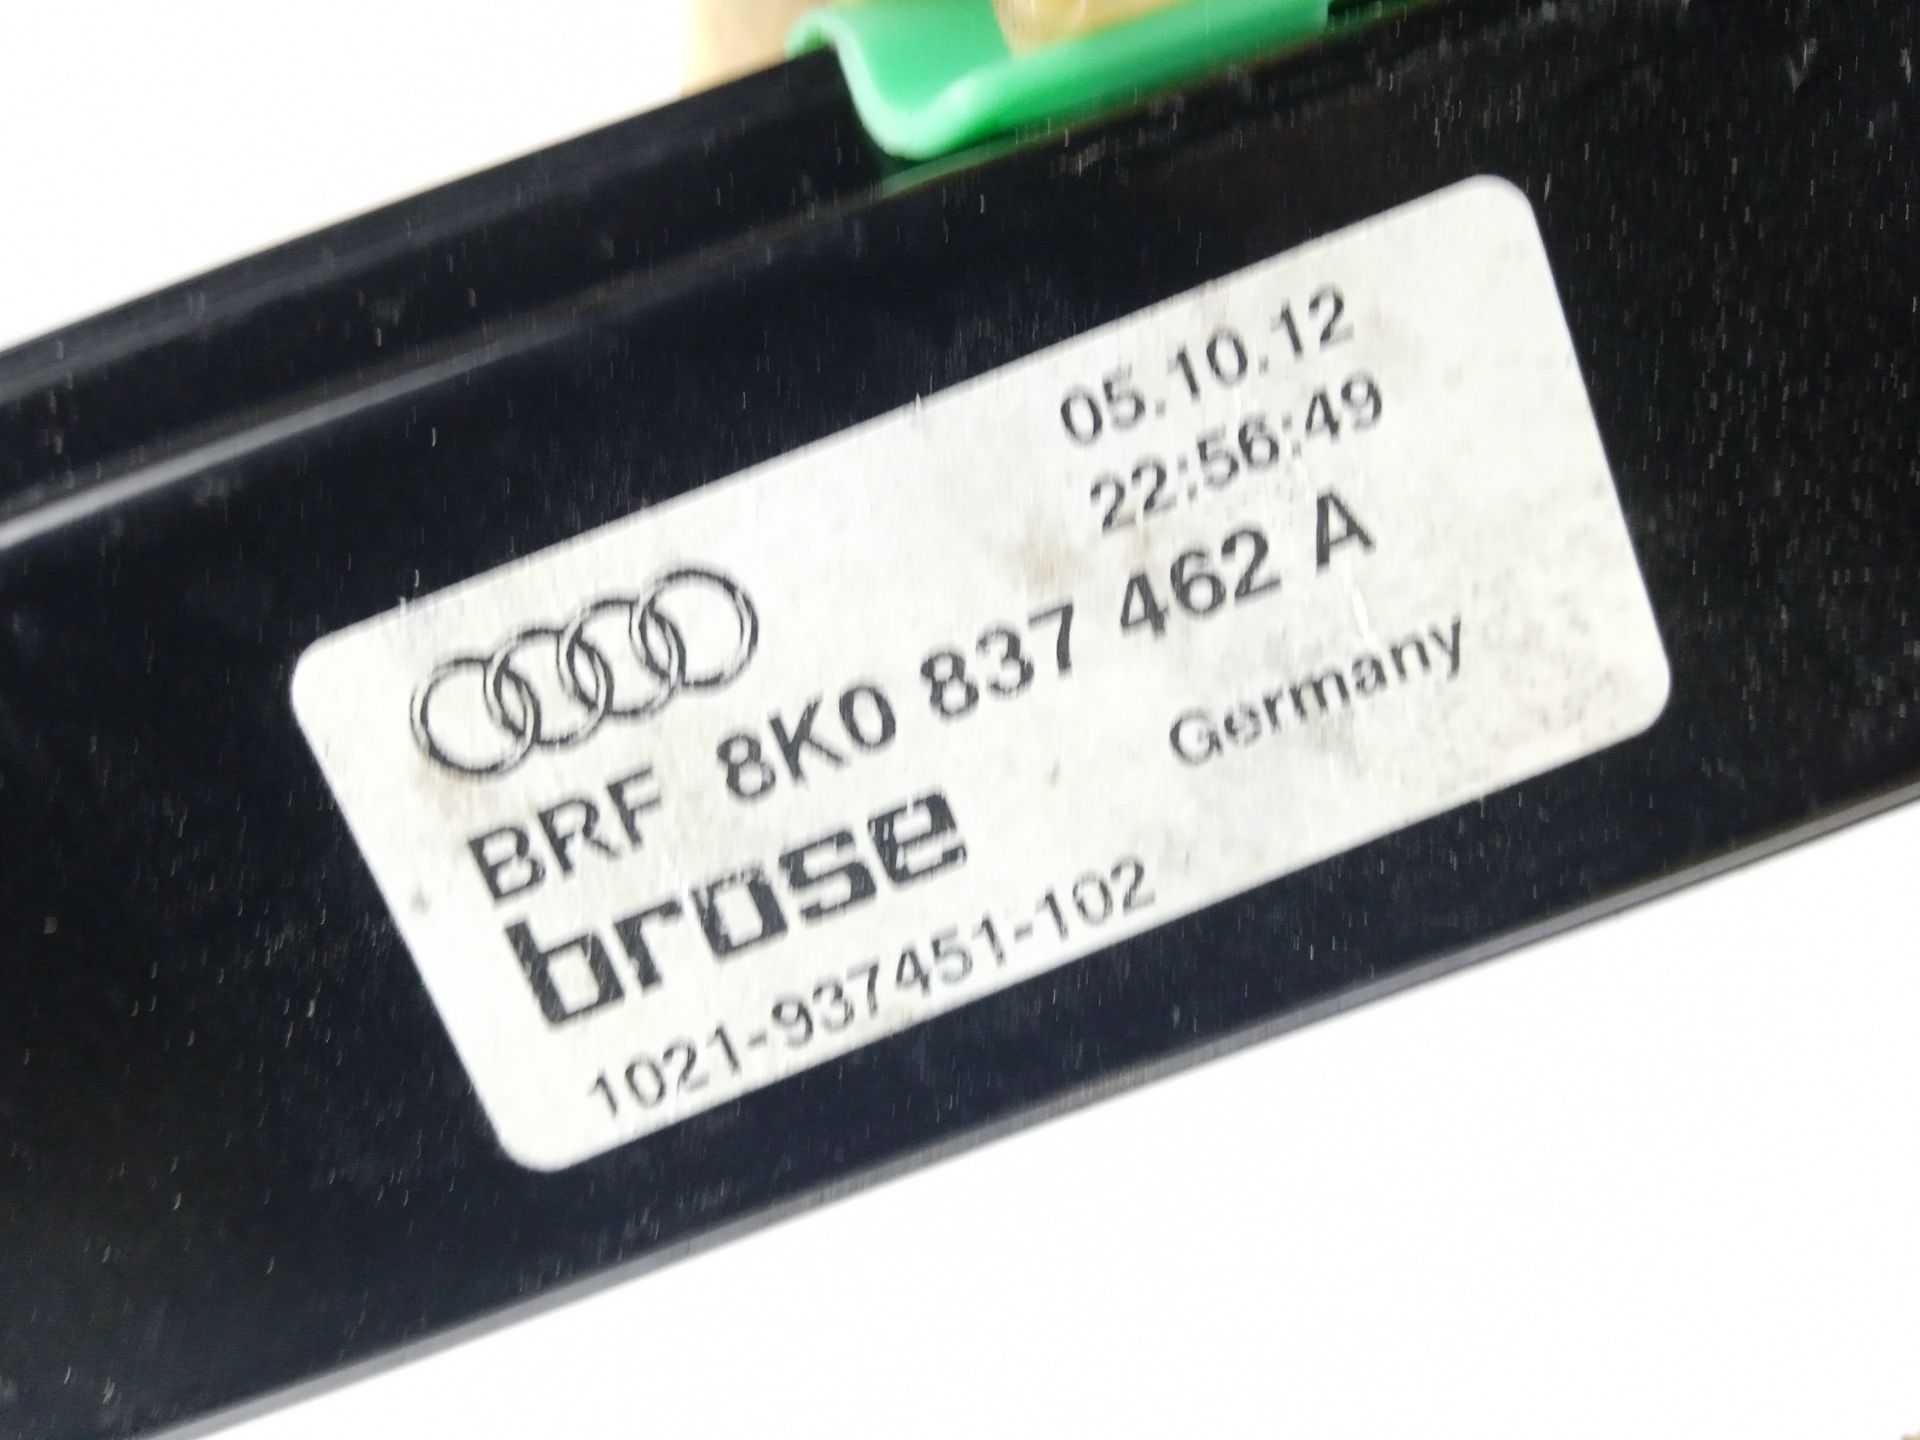 05.10.12
22:56:49
BRF 8K0 837 462 A
brose Germany
1021-937451-102